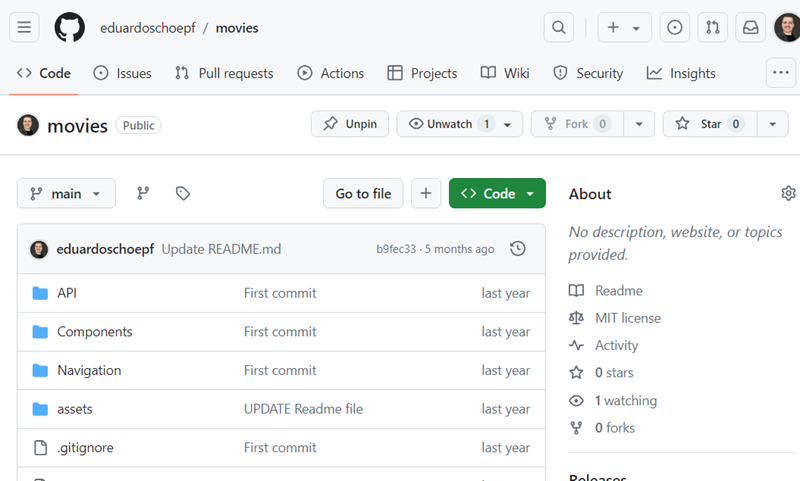 eduardoschoepf / movies
Code Issues Pull requests Actions Projects Wiki Security Insights
movies Public Unpin Unwatch 1 Fork 0 Star 0
main Go to file Code
eduardoschoepf Update README.md b9fec33 · 5 months ago
API First commit last year
Components First commit last year
Navigation First commit last year
assets UPDATE Readme file last year
.gitignore First commit last year
About
No description, website, or topics
provided.
Readme
MIT license
Activity
0 stars
1 watching
0 forks
Releases